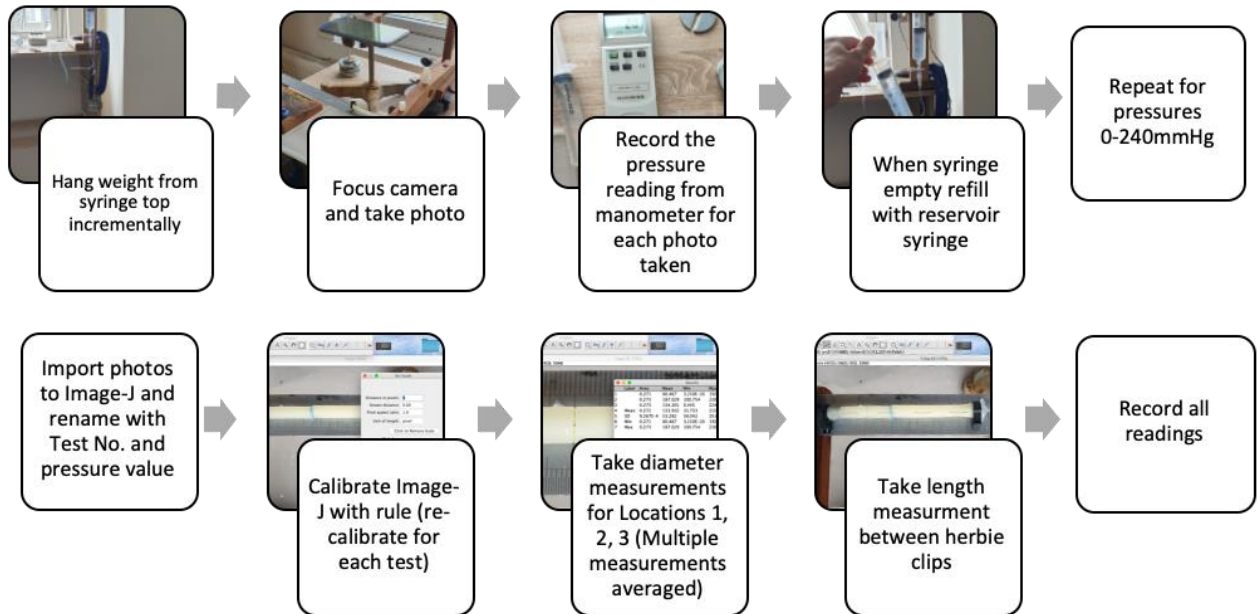 Hang weight from
syringe top
incrementally
Focus camera
and take photo
Record the
pressure
reading from
manometer for
each photo
taken
When syringe
empty refill
with reservoir
syringe
Repeat for
pressures
0-240mmHg
Import photos
to Image-J and
rename with
Test No. and
pressure value
Calibrate Image-
J with rule (re-
calibrate for
each test)
Take diameter
measurements
for Locations 1,
2, 3 (Multiple
measurements
averaged)
Take length
measurment
between herbie
clips
Record all
readings